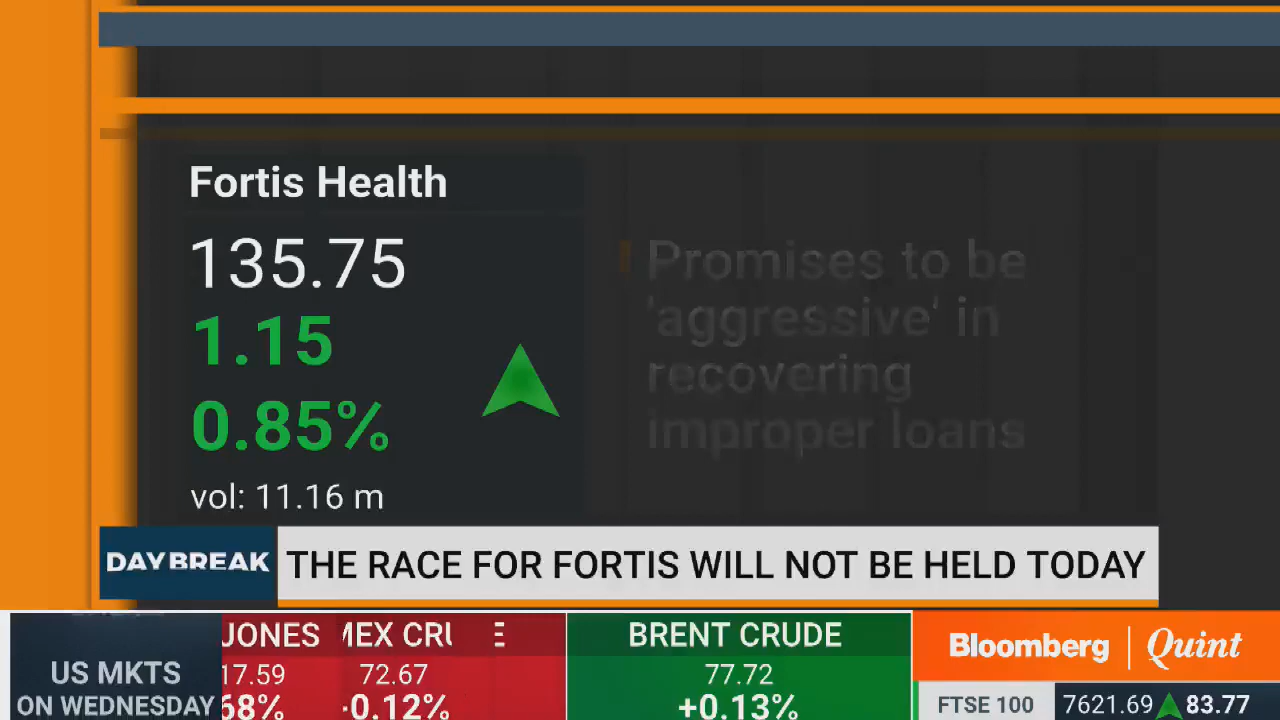 Fortis Health
135.75
1.15
0.85%
vol: 11.16 m
Promises to be
'aggressive' in
recovering
improper loans
DAYBREAK
THE RACE FOR FORTIS WILL NOT BE HELD TODAY
US MKTS
ON WEDNESDAY
JONES
17.59
68%
72.67
-0.12%
BRENT CRUDE
77.72
+0.13%
Bloomberg | Quint
FTSE 100 7621.69 83.77